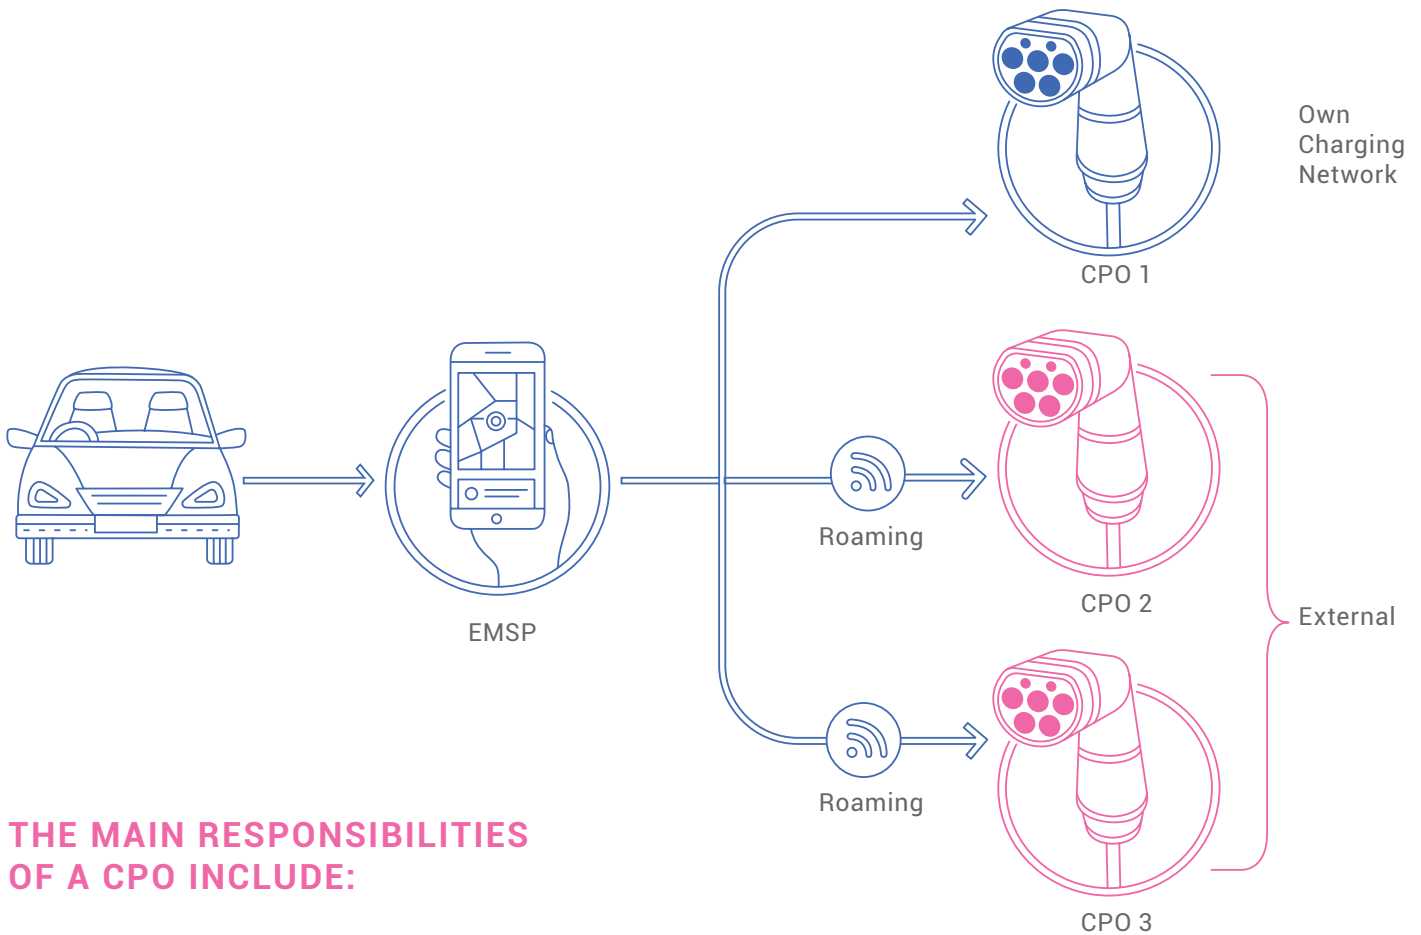 Own
Charging
Network
CPO 1
Roaming
EMSP
CPO 2
External
Roaming
THE MAIN RESPONSIBILITIES
OF A CPO INCLUDE:
CPO 3